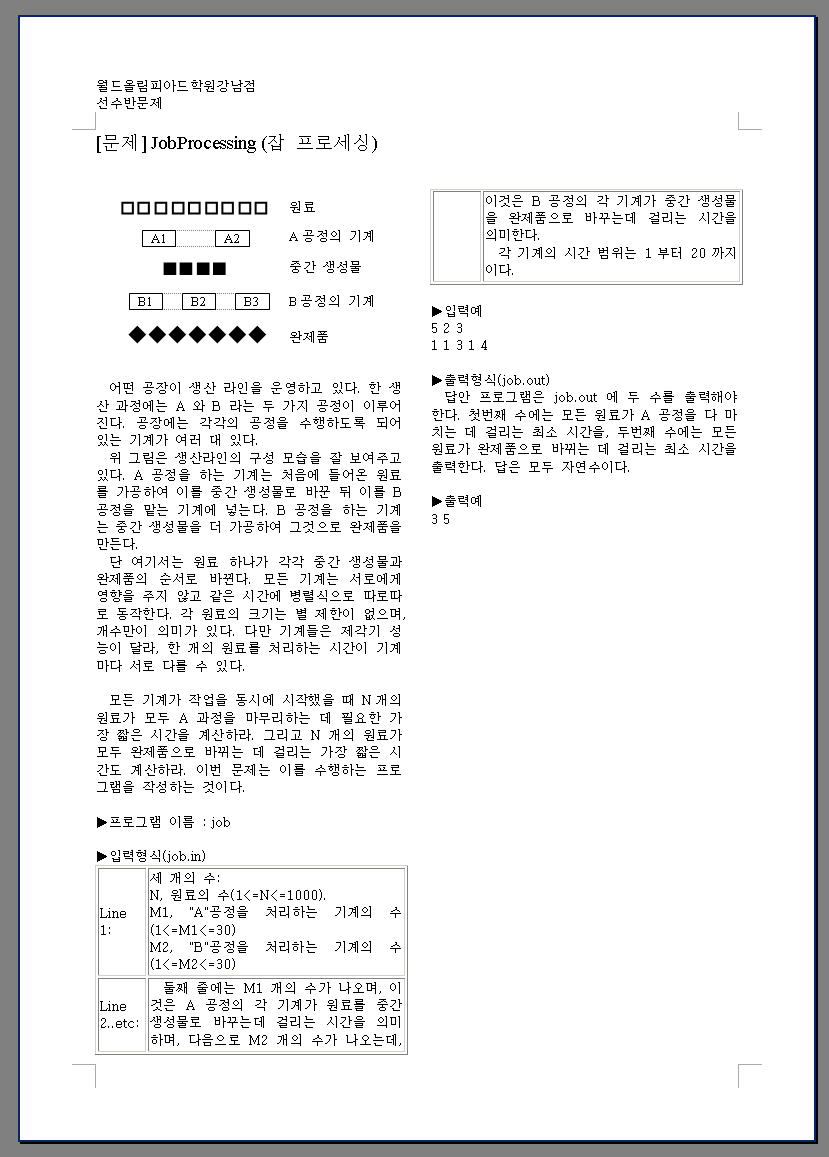 월드올림피아드학원강남점
선수반문제
[문제] JobProcessing (잡 프로세싱)
원료
A1 A2 A 공정의 기계
중간 생성물
B1 B2 B3 B 공정의 기계
완제품
어떤 공장이 생산 라인을 운영하고 있다. 한 생
산 과정에는 A 와 B 라는 두 가지 공정이 이루어
진다. 공장에는 각각의 공정을 수행하도록 되어
있는 기계가 여러 대 있다.
위 그림은 생산라인의 구성 모습을 잘 보여주고
있다. A 공정을 하는 기계는 처음에 들어온 원료
를 가공하여 이를 중간 생성물로 바꾼 뒤 이를 B
공정을 맡는 기계에 넣는다. B 공정을 하는 기계
는 중간 생성물을 더 가공하여 그것으로 완제품을
만든다.
단 여기서는 원료 하나가 각각 중간 생성물과
완제품의 순서로 바뀐다. 모든 기계는 서로에게
영향을 주지 않고 같은 시간에 병렬식으로 따로따
로 동작한다. 각 원료의 크기는 별 제한이 없으며,
개수만이 의미가 있다. 다만 기계들은 제각기 성
능이 달라, 한 개의 원료를 처리하는 시간이 기계
마다 서로 다를 수 있다.
모든 기계가 작업을 동시에 시작했을 때 N 개의
원료가 모두 A 과정을 마무리하는 데 필요한 가
장 짧은 시간을 계산하라. 그리고 N 개의 원료가
모두 완제품으로 바뀌는 데 걸리는 가장 짧은 시
간도 계산하라. 이번 문제는 이를 수행하는 프로
그램을 작성하는 것이다.
▶프로그램 이름 : job
▶입력형식(job.in)
Line 1:
세 개의 수:
N, 원료의 수(1<=N<=1000).
M1, "A"공정을 처리하는 기계의 수
(1<=M1<=30)
M2, "B"공정을 처리하는 기계의 수
(1<=M2<=30)
Line 2..etc:
둘째 줄에는 M1 개의 수가 나오며, 이
것은 A 공정의 각 기계가 원료를 중간
생성물로 바꾸는데 걸리는 시간을 의미
하며, 다음으로 M2 개의 수가 나오는데,
이것은 B 공정의 각 기계가 중간 생성물
을 완제품으로 바꾸는데 걸리는 시간을
의미한다.
각 기계의 시간 범위는 1 부터 20 까지
이다.
▶입력예
5 2 3
1 1 3 1 4
▶출력형식(job.out)
답안 프로그램은 job.out 에 두 수를 출력해야
한다. 첫번째 수에는 모든 원료가 A 공정을 다 마
치는 데 걸리는 최소 시간을, 두번째 수에는 모든
원료가 완제품으로 바뀌는 데 걸리는 최소 시간을
출력한다. 답은 모두 자연수이다.
▶출력예
3 5